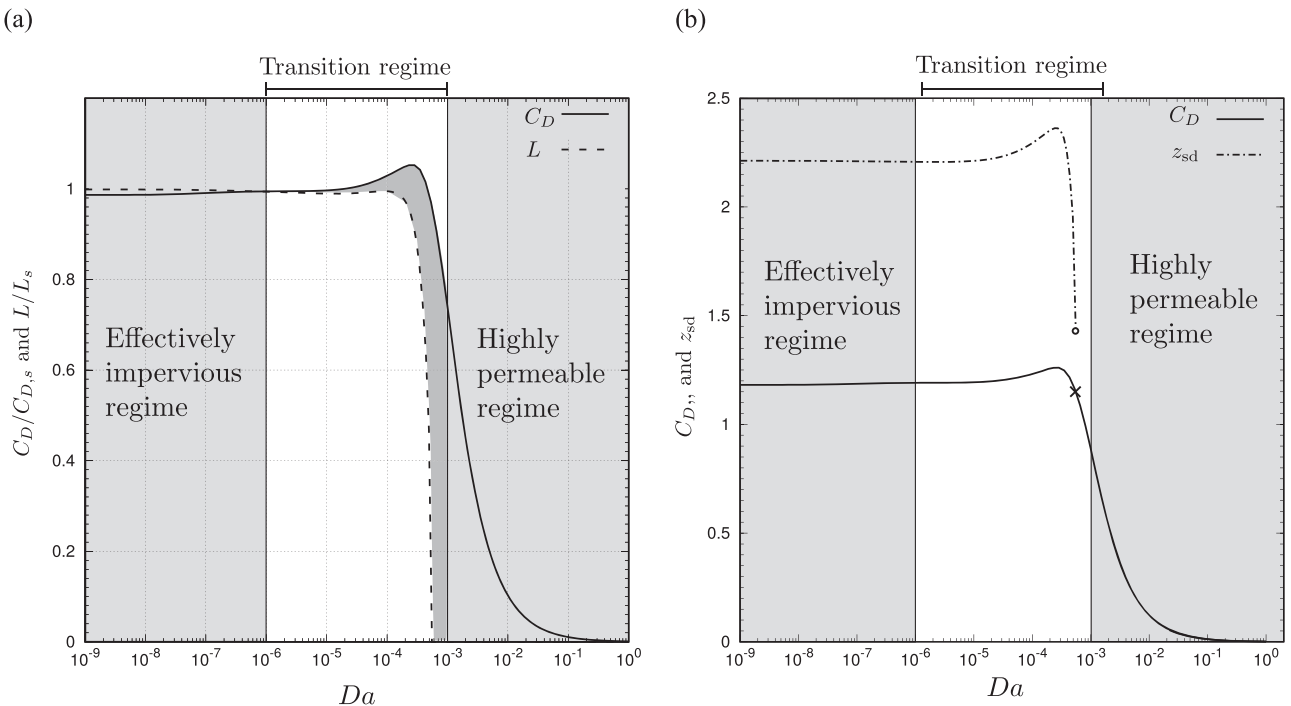 (a)
Transition regime
C_D
L
1
0.8
0.6
0.4
0.2
0
C_D/C_{D,s} and L/L_s
Effectively
impervious
regime
Highly
permeable
regime
10^-9 10^-8 10^-7 10^-6 10^-5 10^-4 10^-3 10^-2 10^-1 10^0
Da
(b)
Transition regime
C_D
z_sd
2.5
2
1.5
1
0.5
0
C_D,, and z_sd
Effectively
impervious
regime
Highly
permeable
regime
10^-9 10^-8 10^-7 10^-6 10^-5 10^-4 10^-3 10^-2 10^-1 10^0
Da